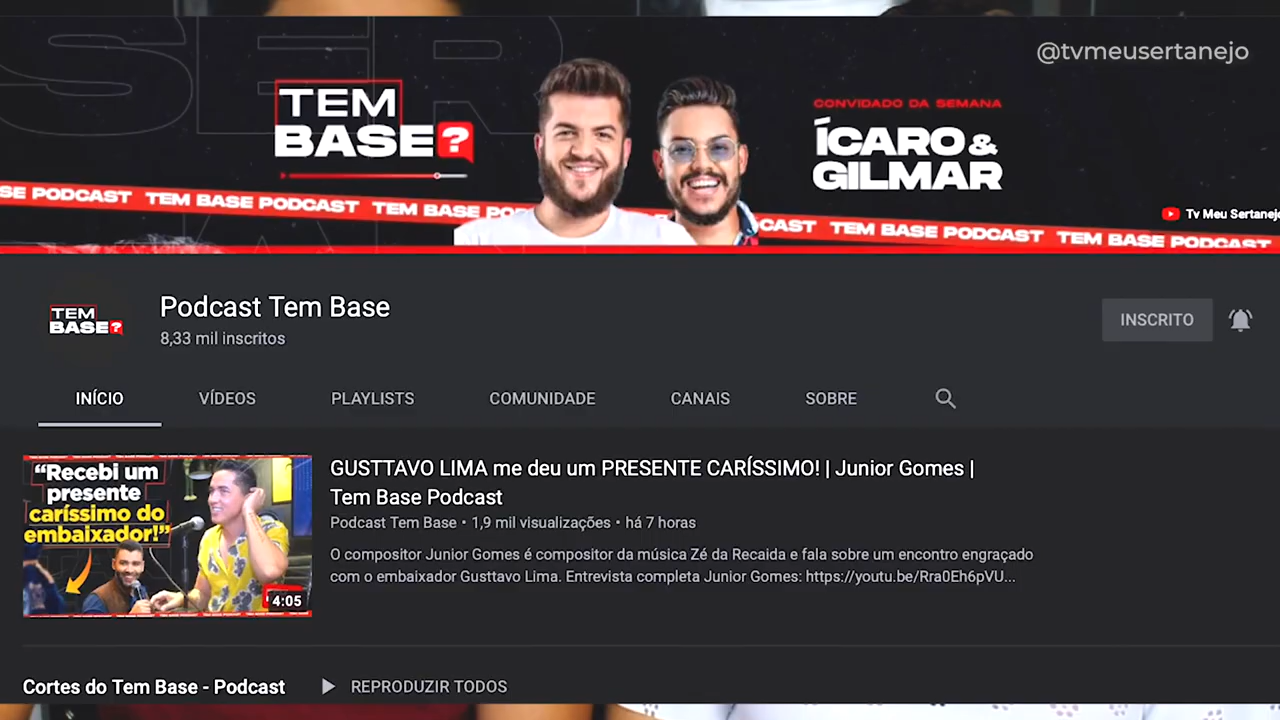 @tvmeusertanejo
TEM
BASE?
CONVIDADO DA SEMANA
ÍCARO &
GILMAR
SE PODCAST TEM BASE PODCAST TEM BASE PODCAST TEM BASE PODCAST TEM BASE PODCAST
Tv Meu Sertanejo
TEM
BASE?
Podcast Tem Base
8,33 mil inscritos
INSCRITO
INÍCIO VÍDEOS PLAYLISTS COMUNIDADE CANAIS SOBRE
“Recebi um
presente
caríssimo do
embaixador!”
4:05
GUSTTAVO LIMA me deu um PRESENTE CARÍSSIMO! | Junior Gomes |
Tem Base Podcast
Podcast Tem Base • 1,9 mil visualizações • há 7 horas
O compositor Junior Gomes é compositor da música Zé da Recaida e fala sobre um encontro engraçado
com o embaixador Gusttavo Lima. Entrevista completa Junior Gomes: https://youtu.be/Rra0Eh6pVU...
Cortes do Tem Base - Podcast REPRODUZIR TODOS